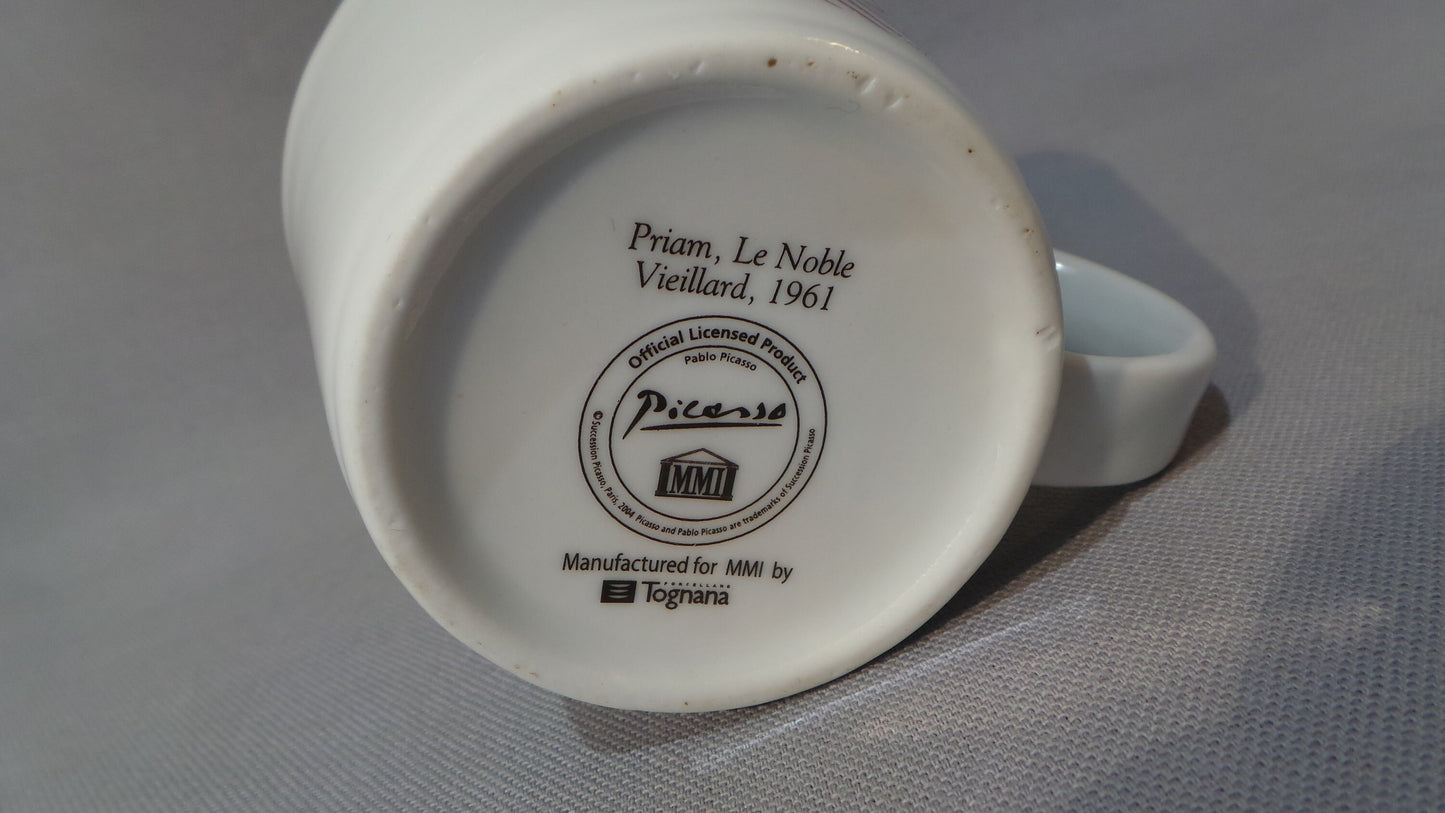 Priam, Le Noble
Vieillard, 1961
Official Licensed Product
Pablo Picasso
Picasso
MMI
© Succession Picasso, Paris, 2004 Picasso and Pablo Picasso are trademarks of Succession Picasso
Manufactured for MMI by
PORCELLANE
Tognana